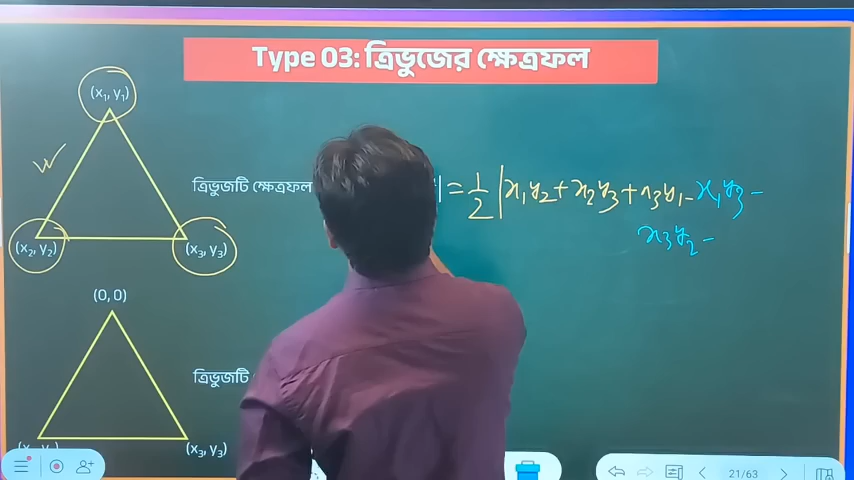 Type 03: ত্রিভুজের ক্ষেত্রফল
(x₁, y₁)
ত্রিভুজটি ক্ষেত্রফল
= 1/2 | x₁y₂ + x₂y₃ + x₃y₁ - x₁y₃ -
x₃y₂ -
(x₂, y₂)
(x₃, y₃)
(0, 0)
ত্রিভুজটি
(x₃, y₃)
21/63